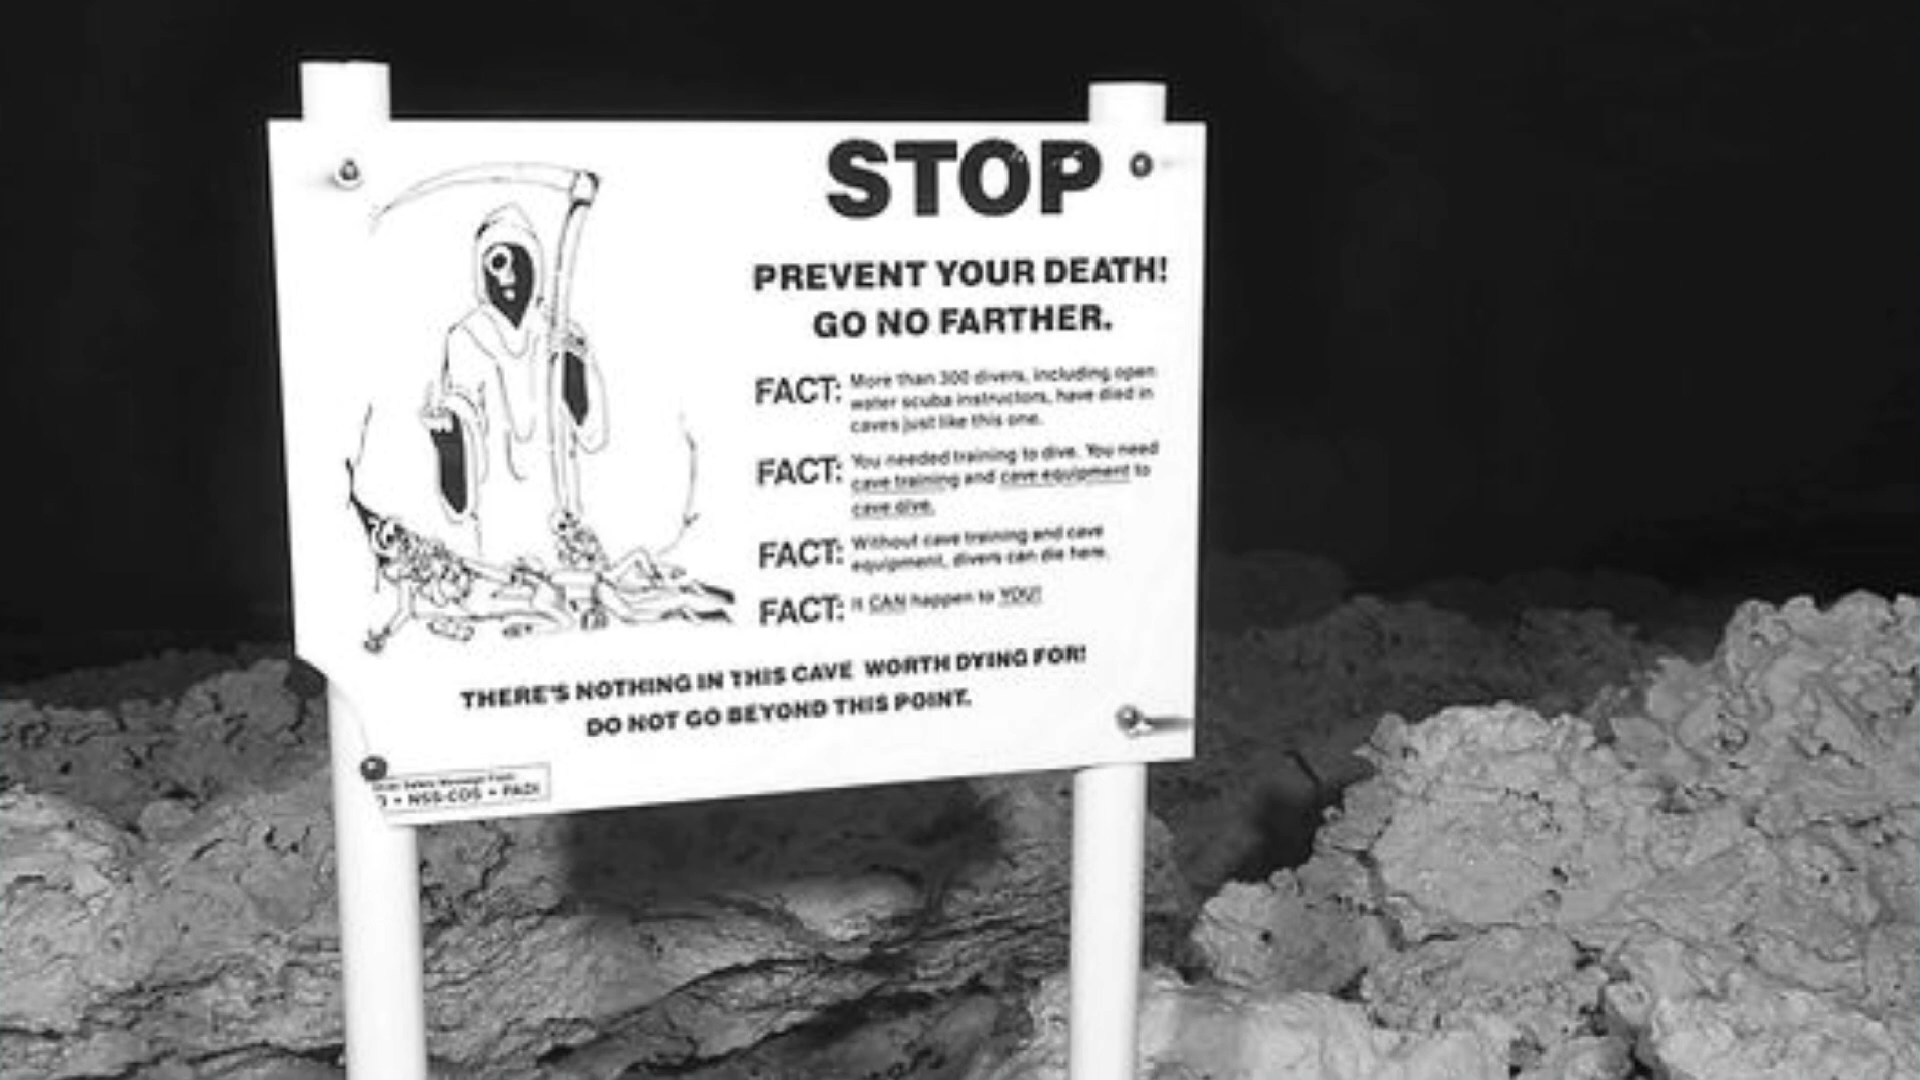 STOP
PREVENT YOUR DEATH!
GO NO FARTHER.
FACT: More than 300 divers, including open
water scuba instructors, have died in
caves just like this one.
FACT: You needed training to dive. You need
cave training and cave equipment to
cave dive.
FACT: Without cave training and cave
equipment, divers can die here.
FACT: It CAN happen to YOU!
THERE'S NOTHING IN THIS CAVE WORTH DYING FOR!
DO NOT GO BEYOND THIS POINT.
Safety Message From:
• NSS-CDS • PADI